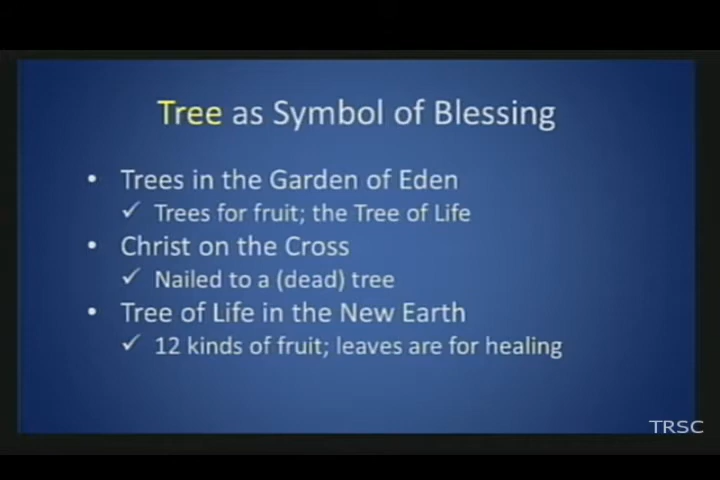 Tree as Symbol of Blessing
• Trees in the Garden of Eden
✓ Trees for fruit; the Tree of Life
• Christ on the Cross
✓ Nailed to a (dead) tree
• Tree of Life in the New Earth
✓ 12 kinds of fruit; leaves are for healing
TRSC